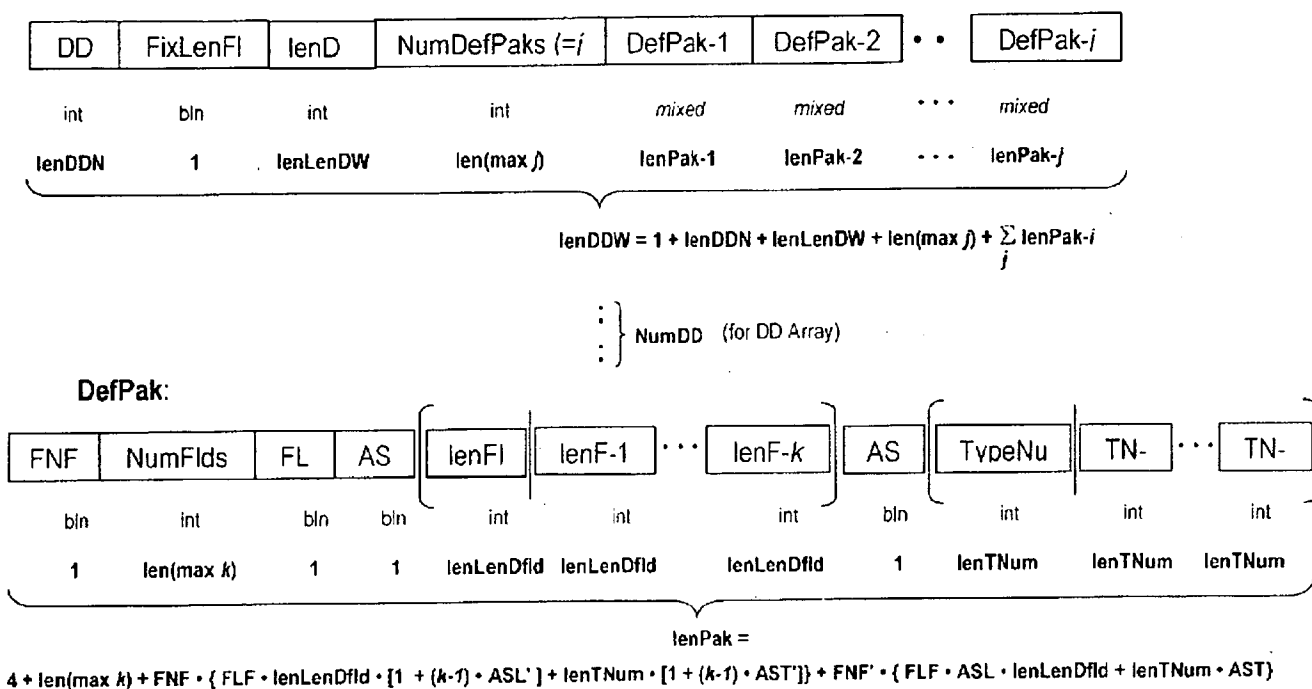 DD FixLenFl lenD NumDefPaks (=j DefPak-1 DefPak-2 • • DefPak-i
int bln int int mixed mixed • • • mixed
lenDDN 1 lenLenDW len(max j) lenPak-1 lenPak-2 • • • lenPak-j
lenDDW = 1 + lenDDN + lenLenDW + len(max j) + ∑ lenPak-i
j
NumDD (for DD Array)
DefPak:
FNF NumFlds FL AS lenFl lenF-1 • • • lenF-k AS TypeNu TN- • • • TN-
bln int bln bln int int int bln int int int
1 len(max k) 1 1 lenLenDfld lenLenDfld lenLenDfld 1 lenTNum lenTNum lenTNum
lenPak =
4 + len(max k) + FNF • { FLF • lenLenDfld • [1 + (k-1) • ASL' ] + lenTNum • [1 + (k-1) • AST']} + FNF' • { FLF • ASL • lenLenDfld + lenTNum • AST}